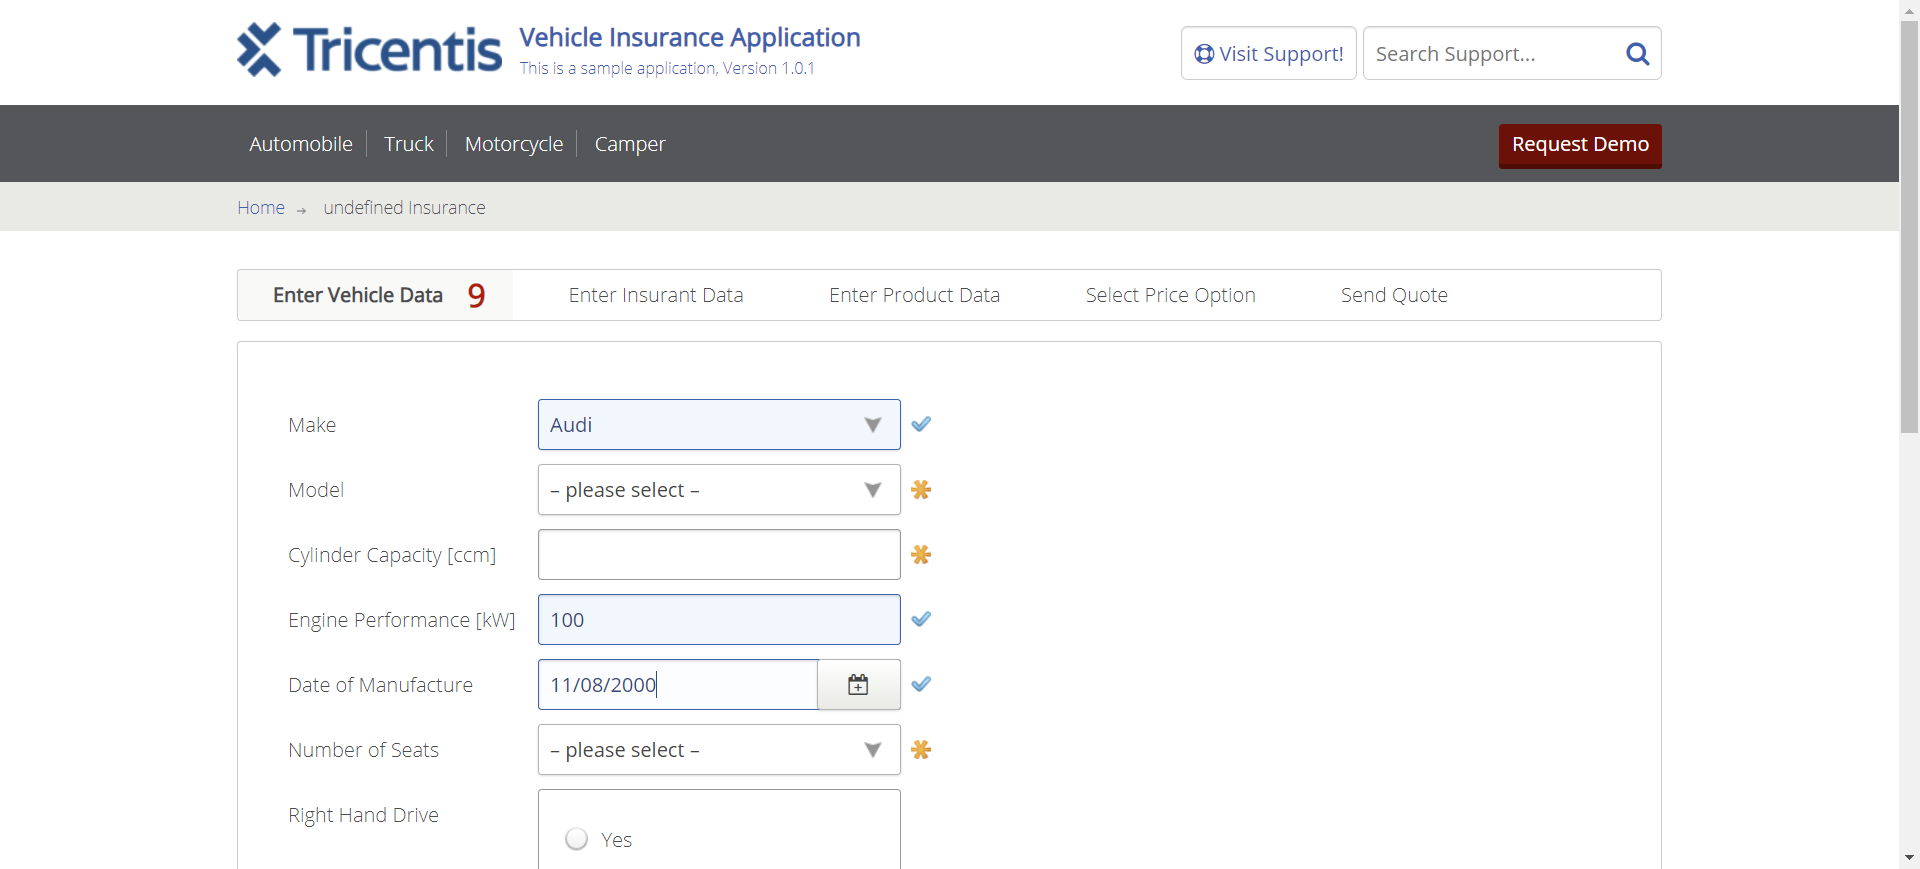 Tricentis
Vehicle Insurance Application
This is a sample application, Version 1.0.1
Visit Support!
Search Support...
Automobile
Truck
Motorcycle
Camper
Request Demo
Home → undefined Insurance
Enter Vehicle Data 9
Enter Insurant Data
Enter Product Data
Select Price Option
Send Quote
Make
Audi
Model
– please select –
Cylinder Capacity [ccm]
Engine Performance [kW]
100
Date of Manufacture
11/08/2000
Number of Seats
– please select –
Right Hand Drive
Yes